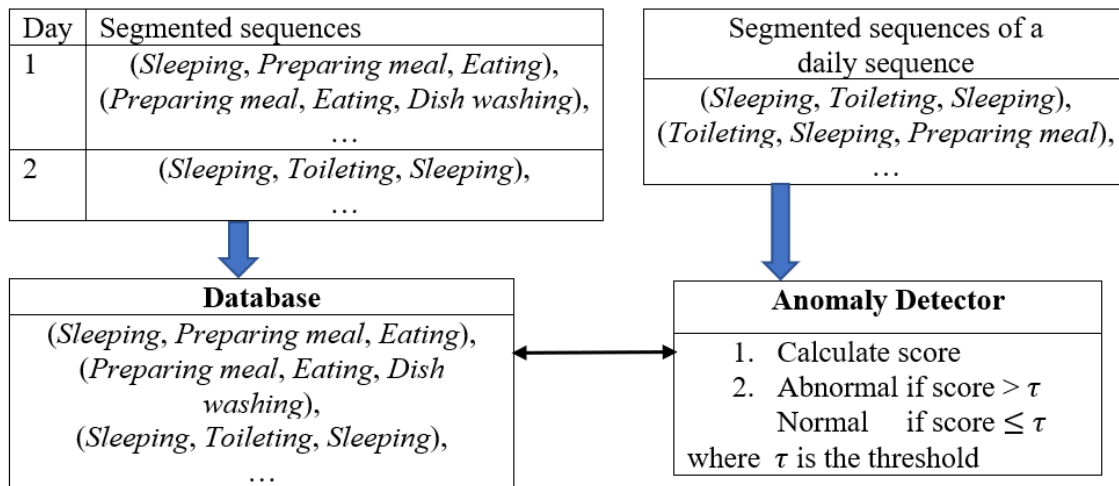 Day Segmented sequences
1 (Sleeping, Preparing meal, Eating),
(Preparing meal, Eating, Dish washing),
…
2 (Sleeping, Toileting, Sleeping),
…
Segmented sequences of a
daily sequence
(Sleeping, Toileting, Sleeping),
(Toileting, Sleeping, Preparing meal),
…
Database
(Sleeping, Preparing meal, Eating),
(Preparing meal, Eating, Dish
washing),
(Sleeping, Toileting, Sleeping),
…
Anomaly Detector
1. Calculate score
2. Abnormal if score > τ
Normal if score ≤ τ
where τ is the threshold